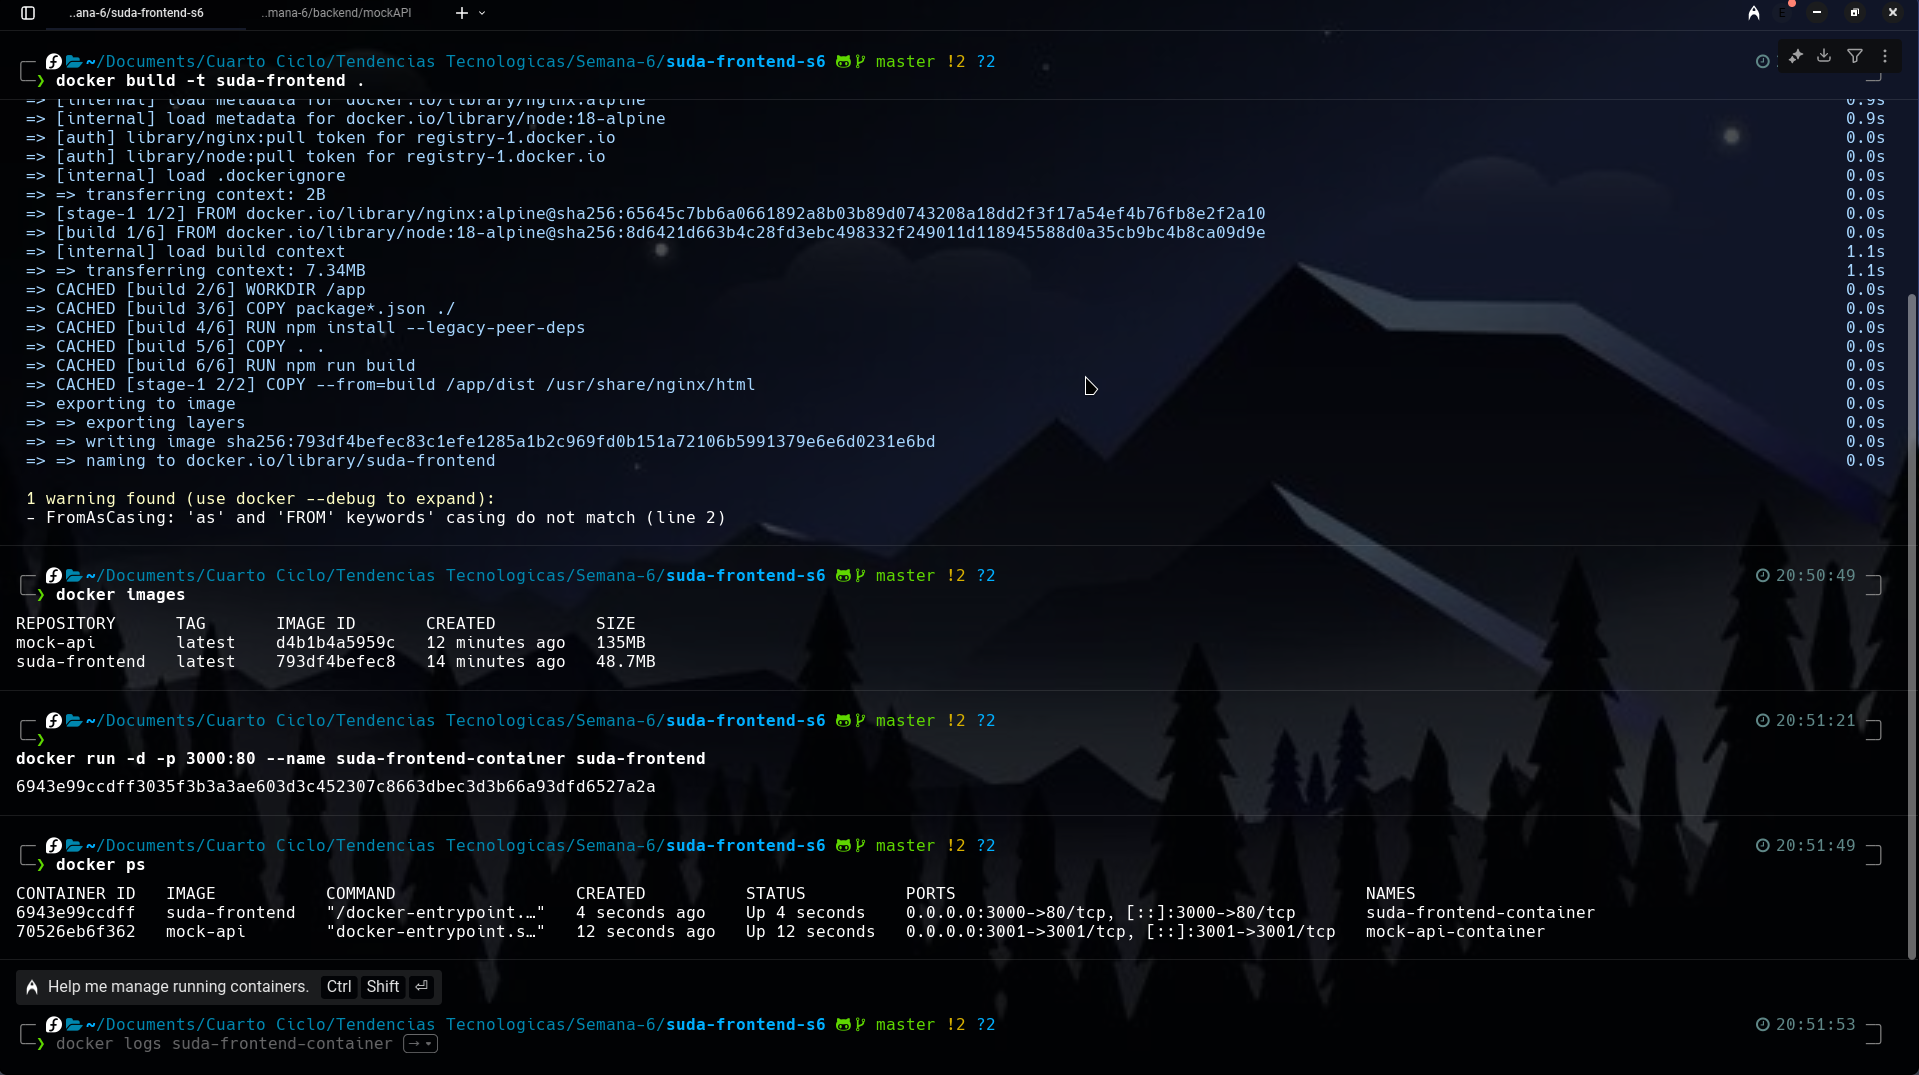 ..ana-6/suda-frontend-s6 ..mana-6/backend/mockAPI
~/Documents/Cuarto Ciclo/Tendencias Tecnologicas/Semana-6/suda-frontend-s6 master !2 ?2
❯ docker build -t suda-frontend .
=> [internal] load metadata for docker.io/library/nginx:alpine 0.9s
=> [internal] load metadata for docker.io/library/node:18-alpine 0.9s
=> [auth] library/nginx:pull token for registry-1.docker.io 0.0s
=> [auth] library/node:pull token for registry-1.docker.io 0.0s
=> [internal] load .dockerignore 0.0s
=> => transferring context: 2B 0.0s
=> [stage-1 1/2] FROM docker.io/library/nginx:alpine@sha256:65645c7bb6a0661892a8b03b89d0743208a18dd2f3f17a54ef4b76fb8e2f2a10 0.0s
=> [build 1/6] FROM docker.io/library/node:18-alpine@sha256:8d6421d663b4c28fd3ebc498332f249011d118945588d0a35cb9bc4b8ca09d9e 0.0s
=> [internal] load build context 1.1s
=> => transferring context: 7.34MB 1.1s
=> CACHED [build 2/6] WORKDIR /app 0.0s
=> CACHED [build 3/6] COPY package*.json ./ 0.0s
=> CACHED [build 4/6] RUN npm install --legacy-peer-deps 0.0s
=> CACHED [build 5/6] COPY . . 0.0s
=> CACHED [build 6/6] RUN npm run build 0.0s
=> CACHED [stage-1 2/2] COPY --from=build /app/dist /usr/share/nginx/html 0.0s
=> exporting to image 0.0s
=> => exporting layers 0.0s
=> => writing image sha256:793df4befec83c1efe1285a1b2c969fd0b151a72106b5991379e6e6d0231e6bd 0.0s
=> => naming to docker.io/library/suda-frontend 0.0s
1 warning found (use docker --debug to expand):
- FromAsCasing: 'as' and 'FROM' keywords' casing do not match (line 2)
~/Documents/Cuarto Ciclo/Tendencias Tecnologicas/Semana-6/suda-frontend-s6 master !2 ?2 20:50:49
❯ docker images
REPOSITORY TAG IMAGE ID CREATED SIZE
mock-api latest d4b1b4a5959c 12 minutes ago 135MB
suda-frontend latest 793df4befec8 14 minutes ago 48.7MB
~/Documents/Cuarto Ciclo/Tendencias Tecnologicas/Semana-6/suda-frontend-s6 master !2 ?2 20:51:21
❯
docker run -d -p 3000:80 --name suda-frontend-container suda-frontend
6943e99ccdff3035f3b3a3ae603d3c452307c8663dbec3d3b66a93dfd6527a2a
~/Documents/Cuarto Ciclo/Tendencias Tecnologicas/Semana-6/suda-frontend-s6 master !2 ?2 20:51:49
❯ docker ps
CONTAINER ID IMAGE COMMAND CREATED STATUS PORTS NAMES
6943e99ccdff suda-frontend "/docker-entrypoint.…" 4 seconds ago Up 4 seconds 0.0.0.0:3000->80/tcp, [::]:3000->80/tcp suda-frontend-container
70526eb6f362 mock-api "docker-entrypoint.s…" 12 seconds ago Up 12 seconds 0.0.0.0:3001->3001/tcp, [::]:3001->3001/tcp mock-api-container
Help me manage running containers. Ctrl Shift ⏎
~/Documents/Cuarto Ciclo/Tendencias Tecnologicas/Semana-6/suda-frontend-s6 master !2 ?2 20:51:53
❯ docker logs suda-frontend-container